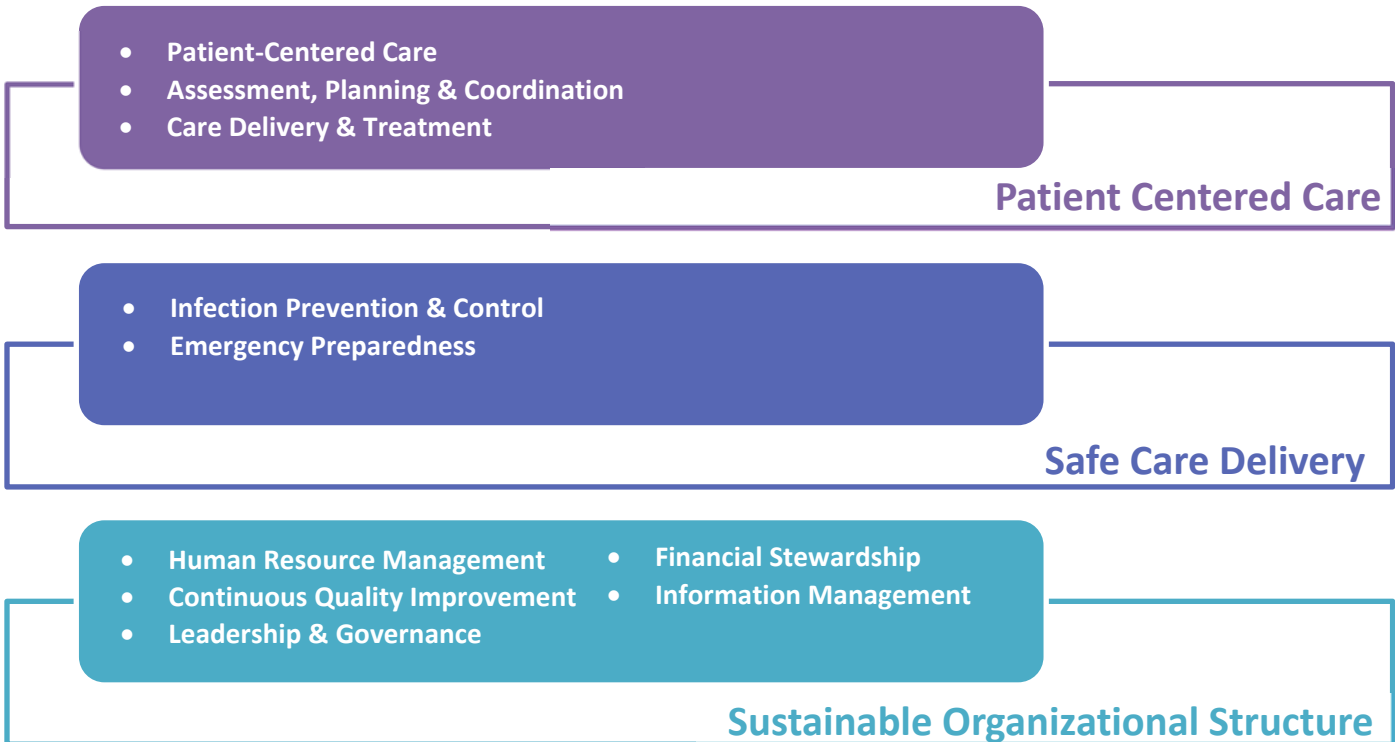 • Patient-Centered Care
• Assessment, Planning & Coordination
• Care Delivery & Treatment
Patient Centered Care
• Infection Prevention & Control
• Emergency Preparedness
Safe Care Delivery
• Human Resource Management
• Continuous Quality Improvement
• Leadership & Governance
• Financial Stewardship
• Information Management
Sustainable Organizational Structure